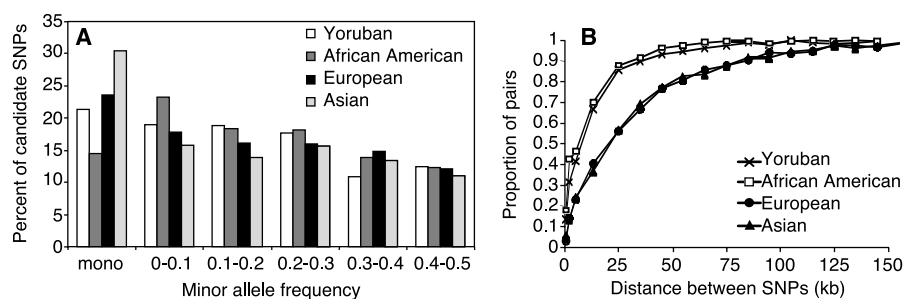 A
Percent of candidate SNPs
35
30
25
20
15
10
5
0
Yoruban
African American
European
Asian
mono
0-0.1
0.1-0.2
0.2-0.3
0.3-0.4
0.4-0.5
Minor allele frequency
B
Proportion of pairs
1
0.9
0.8
0.7
0.6
0.5
0.4
0.3
0.2
0.1
0
Yoruban
African American
European
Asian
0
25
50
75
100
125
150
Distance between SNPs (kb)